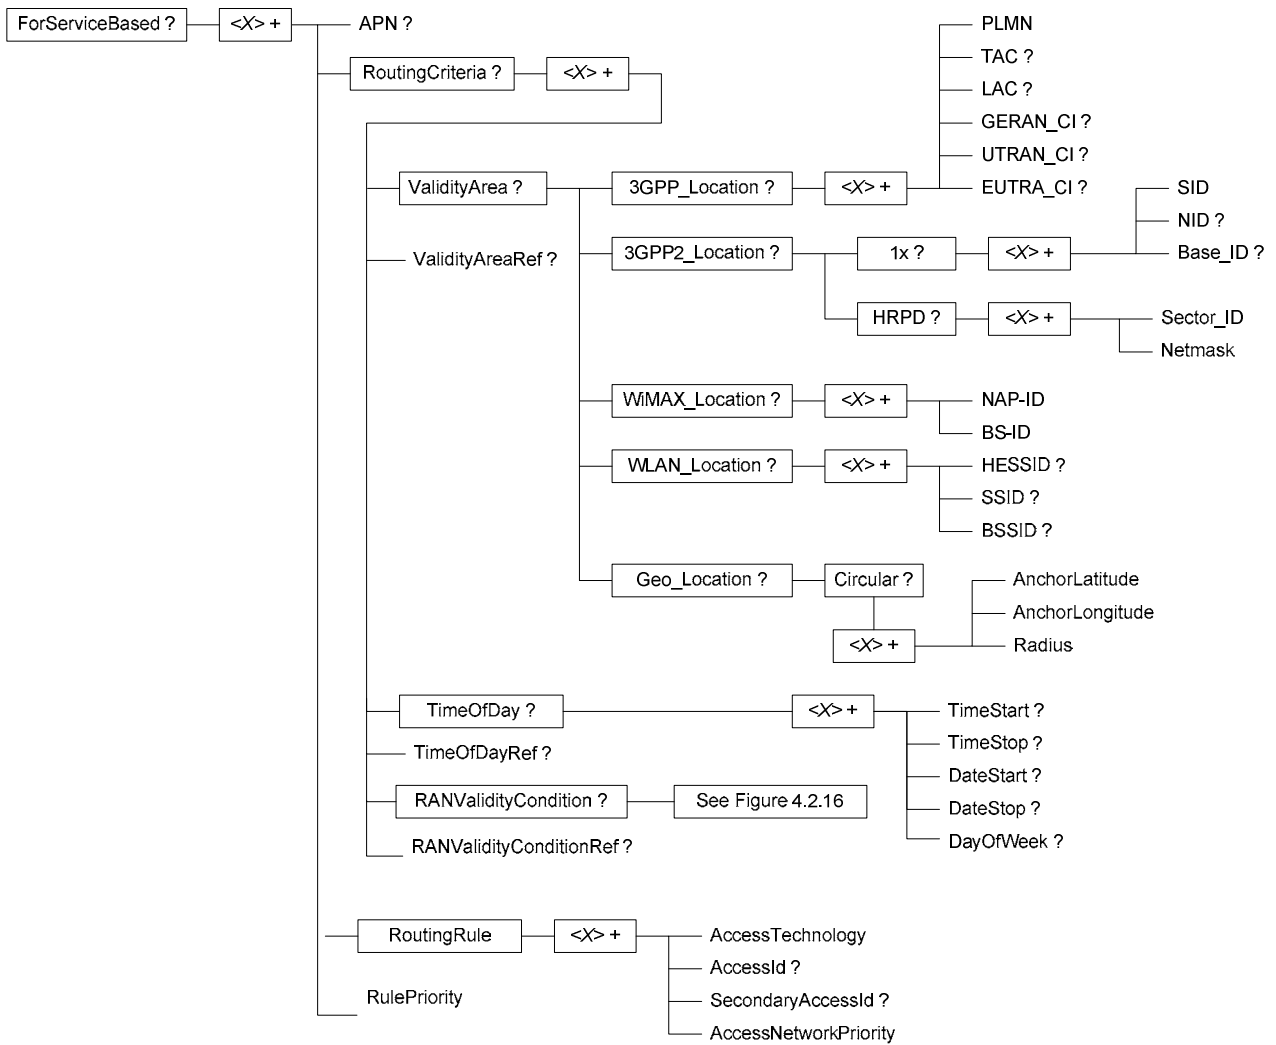 ForServiceBased ?
<X> +
APN ?
RoutingCriteria ?
<X> +
PLMN
TAC ?
LAC ?
GERAN_CI ?
UTRAN_CI ?
EUTRA_CI ?
ValidityArea ?
3GPP_Location ?
<X> +
SID
NID ?
Base_ID ?
ValidityAreaRef ?
3GPP2_Location ?
1x ?
<X> +
HRPD ?
<X> +
Sector_ID
Netmask
WiMAX_Location ?
<X> +
NAP-ID
BS-ID
WLAN_Location ?
<X> +
HESSID ?
SSID ?
BSSID ?
Geo_Location ?
Circular ?
<X> +
AnchorLatitude
AnchorLongitude
Radius
TimeOfDay ?
<X> +
TimeStart ?
TimeStop ?
DateStart ?
DateStop ?
DayOfWeek ?
TimeOfDayRef ?
RANValidityCondition ?
See Figure 4.2.16
RANValidityConditionRef ?
RoutingRule
<X> +
AccessTechnology
AccessId ?
SecondaryAccessId ?
AccessNetworkPriority
RulePriority